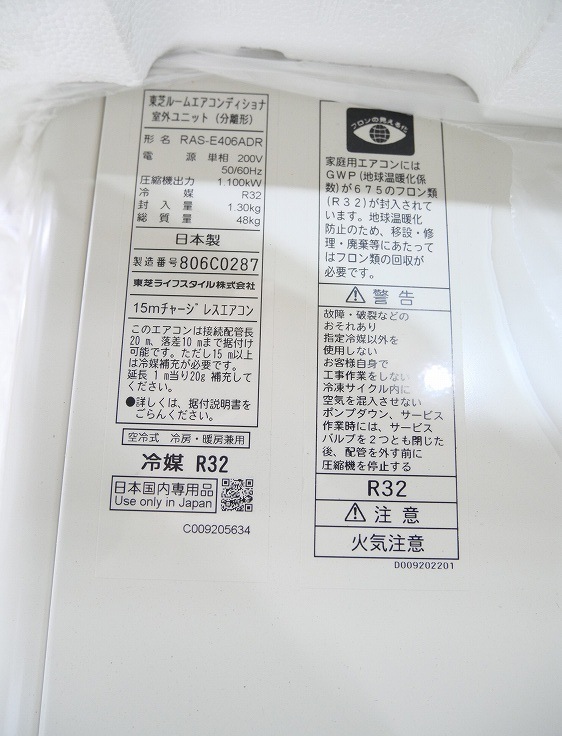 東芝ルームエアコンディショナ
室外ユニット（分離形）
形 名 RAS-E406ADR
電 源 単相 200V
50/60Hz
圧縮機出力 1.100kW
冷 媒 R32
封 入 量 1.30kg
総 質 量 48kg
日本製
製造番号 806C0287
東芝ライフスタイル株式会社
15mチャージレスエアコン
このエアコンは接続配管長
20 m、落差10 mまで据付け
可能です。ただし15 m以上
は冷媒補充が必要です。
延長 1 m当り20g 補充して
ください。
●詳しくは、据付説明書を
ごらんください。
空冷式 冷房・暖房兼用
冷媒 R32
日本国内専用品
Use only in Japan
C009205634
フロンの見える化
家庭用エアコンには
GWP（地球温暖化係
数）が675のフロン類
（R32）が封入されて
います。地球温暖化
防止のため、移設・修
理・廃棄等にあたって
はフロン類の回収が
必要です。
警告
故障・破裂などの
おそれあり
指定冷媒以外を
使用しない
お客様自身で
工事作業をしない
冷凍サイクル内に
空気を混入させない
ポンプダウン、サービス
作業時には、サービス
バルブを2つとも閉じた
後、配管を外す前に
圧縮機を停止する
R32
注意
火気注意
D009202201